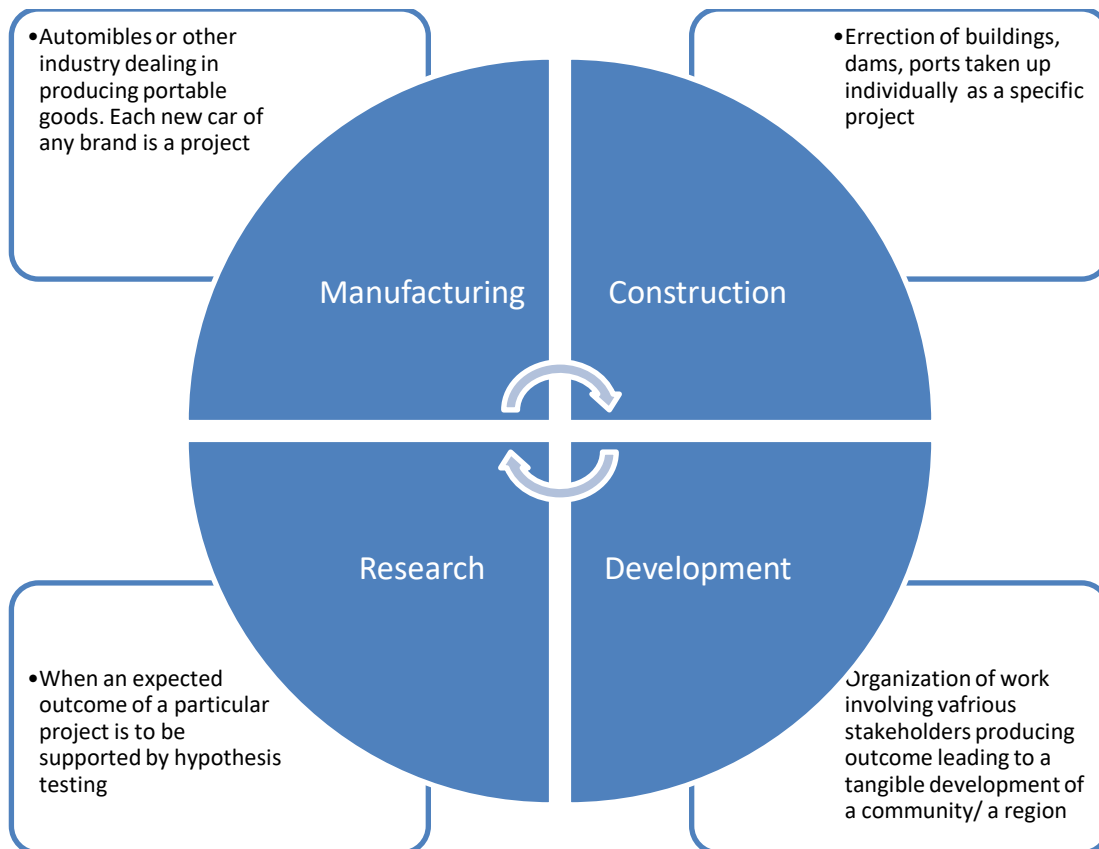 •Automibles or other
industry dealing in
producing portable
goods. Each new car of
any brand is a project
•Errection of buildings,
dams, ports taken up
individually as a specific
project
Manufacturing
Construction
Research
Development
•When an expected
outcome of a particular
project is to be
supported by hypothesis
testing
Organization of work
involving vafrious
stakeholders producing
outcome leading to a
tangible development of
a community/ a region